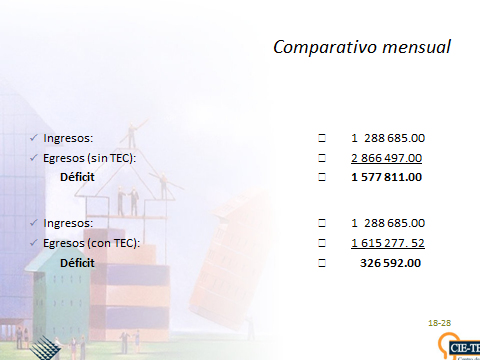 Comparativo mensual
✓ Ingresos: □ 1 288 685.00
✓ Egresos (sin TEC): □ 2 866 497.00
Déficit □ 1 577 811.00
✓ Ingresos: □ 1 288 685.00
✓ Egresos (con TEC): □ 1 615 277. 52
Déficit □ 326 592.00
18-28
CIE-TE